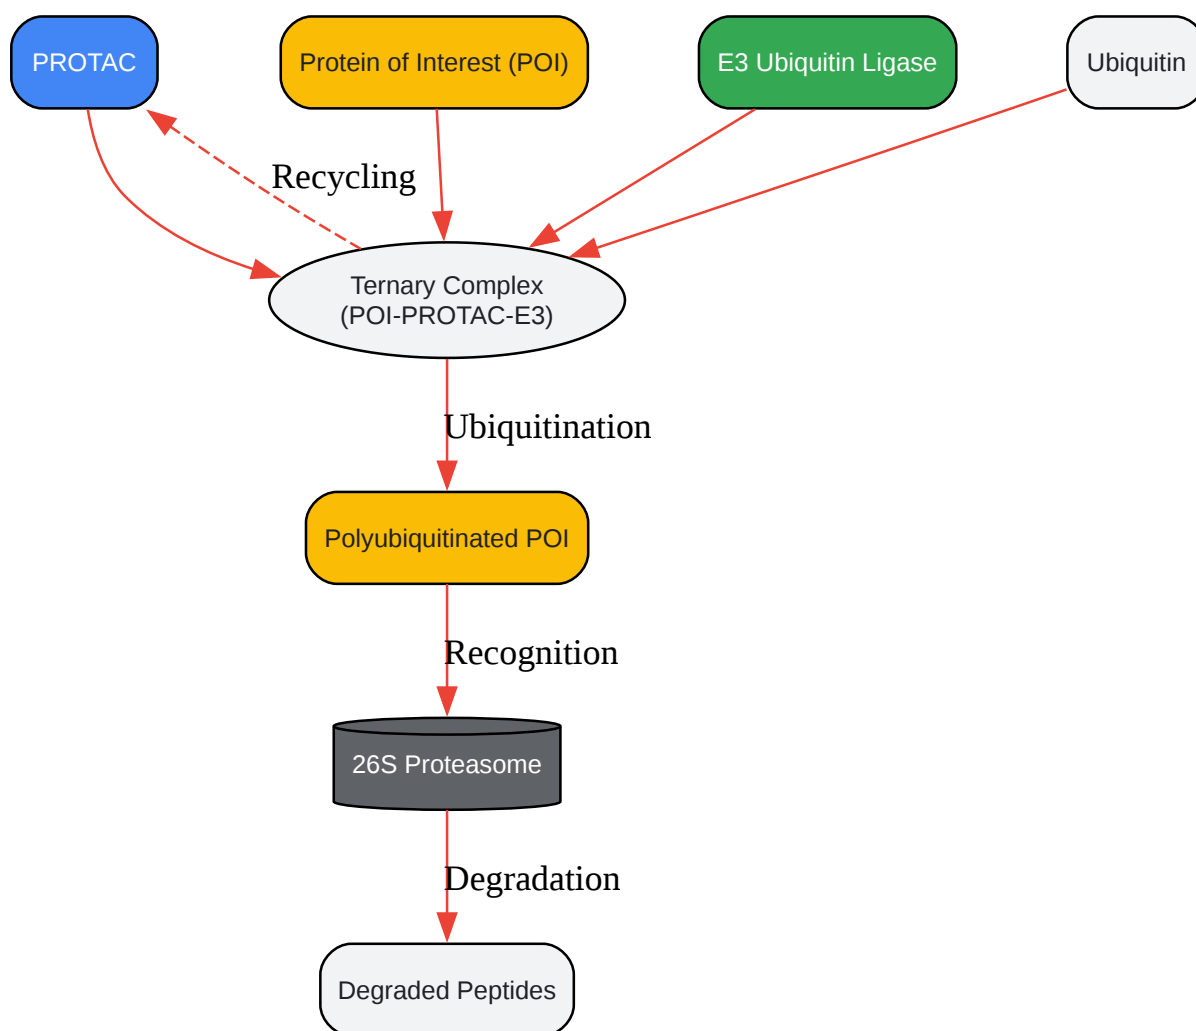 PROTAC
Protein of Interest (POI)
E3 Ubiquitin Ligase
Ubiquitin
Recycling
Ternary Complex
(POI-PROTAC-E3)
Ubiquitination
Polyubiquitinated POI
Recognition
26S Proteasome
Degradation
Degraded Peptides